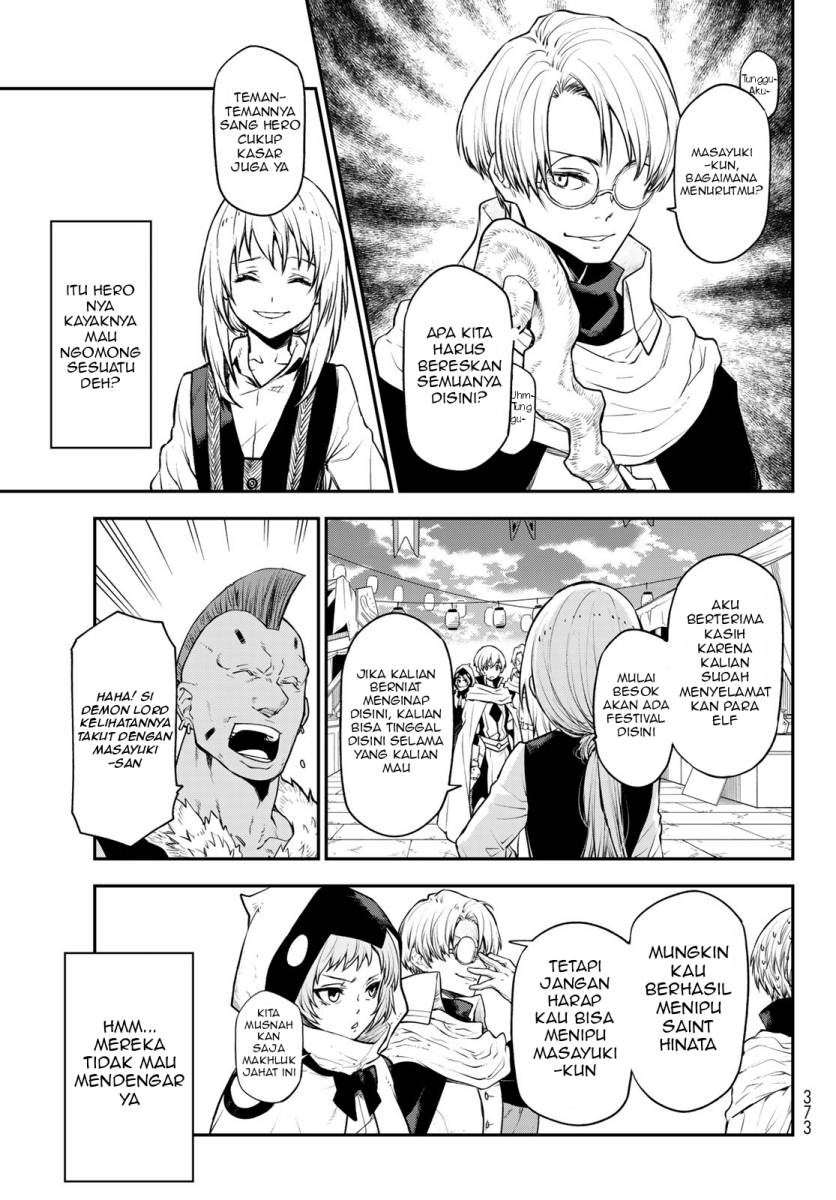 Tunggu-
Aku-
MASAYUKI
-KUN,
BAGAIMANA
MENURUTMU?
APA KITA
HARUS
BERESKAN
SEMUANYA
DISINI?
Uhm-
Tung
gu-
TEMAN-
TEMANNYA
SANG HERO
CUKUP
KASAR
JUGA YA
ITU HERO
NYA
KAYAKNYA
MAU
NGOMONG
SESUATU
DEH?
AKU
BERTERIMA
KASIH
KARENA
KALIAN
SUDAH
MENYELAMAT
KAN PARA
ELF
MULAI
BESOK
AKAN ADA
FESTIVAL
DISINI
JIKA KALIAN
BERNIAT
MENGINAP
DISINI, KALIAN
BISA TINGGAL
DISINI SELAMA
YANG KALIAN
MAU
HAHA! SI
DEMON LORD
KELIHATANNYA
TAKUT DENGAN
MASAYUKI
-SAN
MUNGKIN
KAU
BERHASIL
MENIPU
SAINT
HINATA
TETAPI
JANGAN
HARAP
KAU BISA
MENIPU
MASAYUKI
-KUN
KITA
MUSNAH
KAN
SAJA
MAKHLUK
JAHAT INI
HMM...
MEREKA
TIDAK MAU
MENDENGAR
YA
373